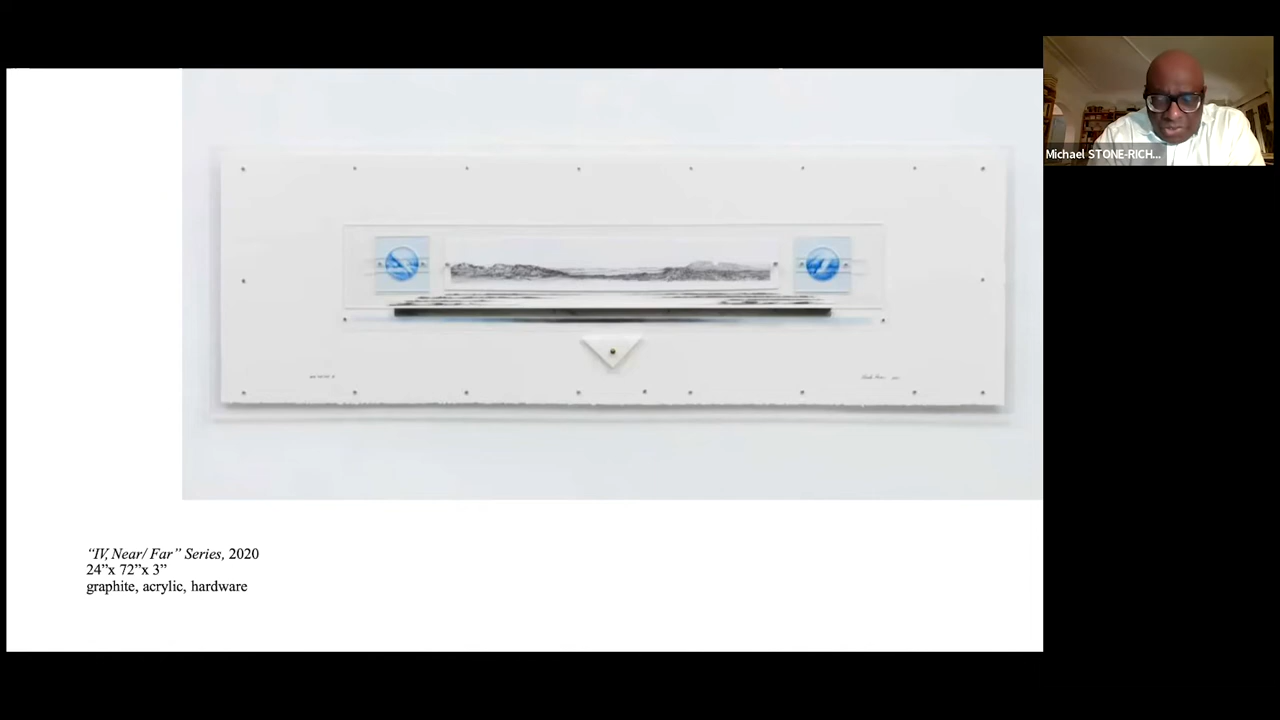 Michael STONE-RICH...
“IV, Near/ Far” Series, 2020
24”x 72”x 3”
graphite, acrylic, hardware